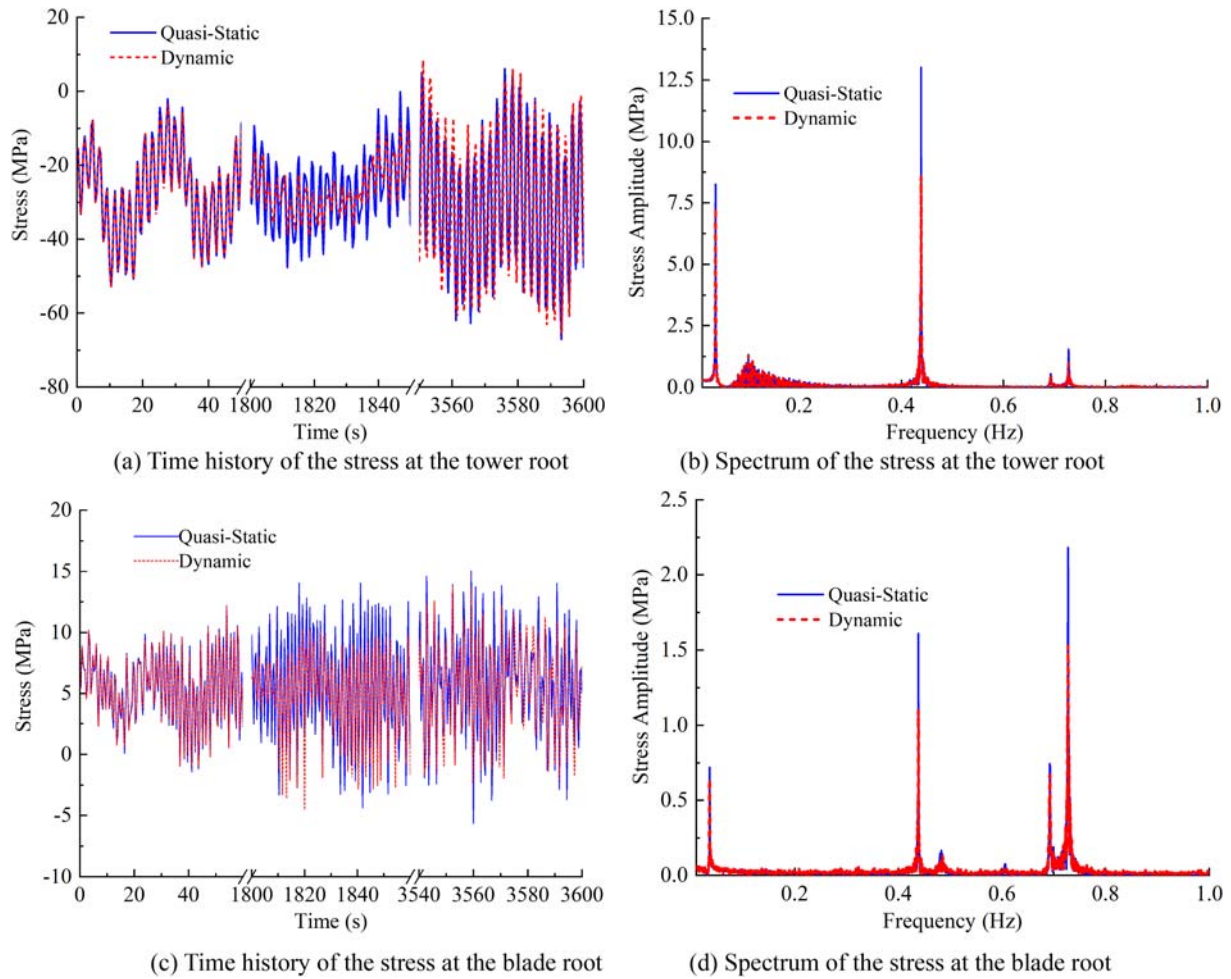 20
0
-20
-40
-60
-80
Stress (MPa)
Quasi-Static
Dynamic
0 20 40 1800 1820 1840 3560 3580 3600
Time (s)
(a) Time history of the stress at the tower root
15.0
12.5
10.0
7.5
5.0
2.5
0.0
Stress Amplitude (MPa)
Quasi-Static
Dynamic
0.2 0.4 0.6 0.8 1.0
Frequency (Hz)
(b) Spectrum of the stress at the tower root
20
15
10
5
0
-5
-10
Stress (MPa)
Quasi-Static
Dynamic
0 20 40 1800 1820 1840 3540 3560 3580 3600
Time (s)
(c) Time history of the stress at the blade root
2.5
2.0
1.5
1.0
0.5
0.0
Stress Amplitude (MPa)
Quasi-Static
Dynamic
0.2 0.4 0.6 0.8 1.0
Frequency (Hz)
(d) Spectrum of the stress at the blade root